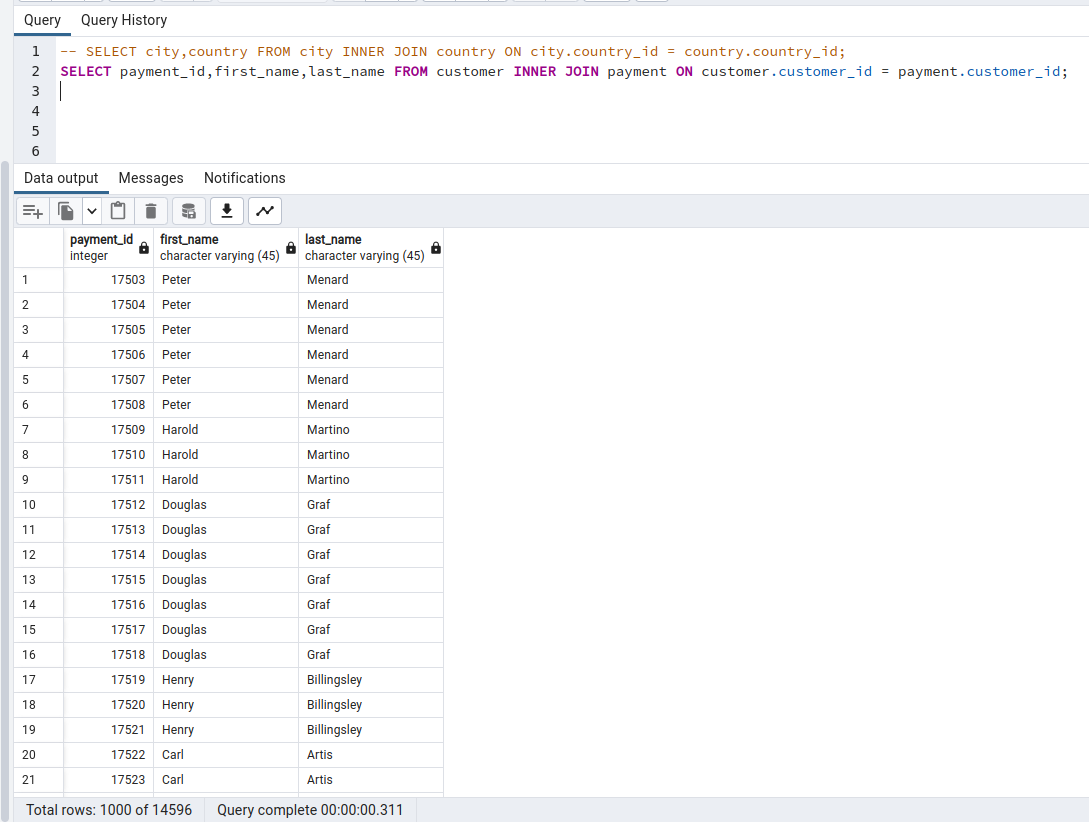 Query Query History
1 -- SELECT city,country FROM city INNER JOIN country ON city.country_id = country.country_id;
2 SELECT payment_id,first_name,last_name FROM customer INNER JOIN payment ON customer.customer_id = payment.customer_id;
3
4
5
6
Data output Messages Notifications
payment_id first_name last_name
integer character varying (45) character varying (45)
1 17503 Peter Menard
2 17504 Peter Menard
3 17505 Peter Menard
4 17506 Peter Menard
5 17507 Peter Menard
6 17508 Peter Menard
7 17509 Harold Martino
8 17510 Harold Martino
9 17511 Harold Martino
10 17512 Douglas Graf
11 17513 Douglas Graf
12 17514 Douglas Graf
13 17515 Douglas Graf
14 17516 Douglas Graf
15 17517 Douglas Graf
16 17518 Douglas Graf
17 17519 Henry Billingsley
18 17520 Henry Billingsley
19 17521 Henry Billingsley
20 17522 Carl Artis
21 17523 Carl Artis
Total rows: 1000 of 14596 Query complete 00:00:00.311